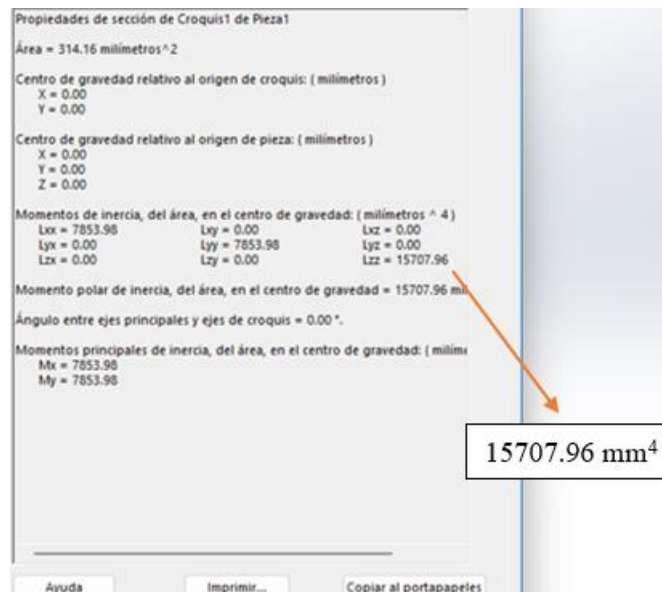 Propiedades de sección de Croquis1 de Pieza1
Área = 314.16 milímetros^2
Centro de gravedad relativo al origen de croquis: ( milímetros )
X = 0.00
Y = 0.00
Centro de gravedad relativo al origen de pieza: ( milímetros )
X = 0.00
Y = 0.00
Z = 0.00
Momentos de inercia, del área, en el centro de gravedad: ( milímetros ^ 4 )
Lxx = 7853.98 Lxy = 0.00 Lxz = 0.00
Lyx = 0.00 Lyy = 7853.98 Lyz = 0.00
Lzx = 0.00 Lzy = 0.00 Lzz = 15707.96
Momento polar de inercia, del área, en el centro de gravedad = 15707.96
Ángulo entre ejes principales y ejes de croquis = 0.00 °.
Momentos principales de inercia, del área, en el centro de gravedad: (
Mx = 7853.98
My = 7853.98
15707.96 mm⁴
Ayuda Imprimir... Copiar al portapapeles